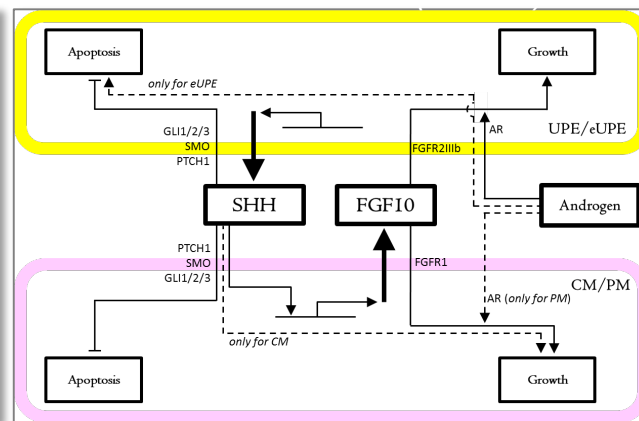 Apoptosis
Growth
only for eUPE
GLI1/2/3
SMO
PTCH1
AR
UPE/eUPE
FGFR2IIIb
SHH
FGF10
Androgen
PTCH1
SMO
GLI1/2/3
FGFR1
CM/PM
AR (only for PM)
only for CM
Apoptosis
Growth